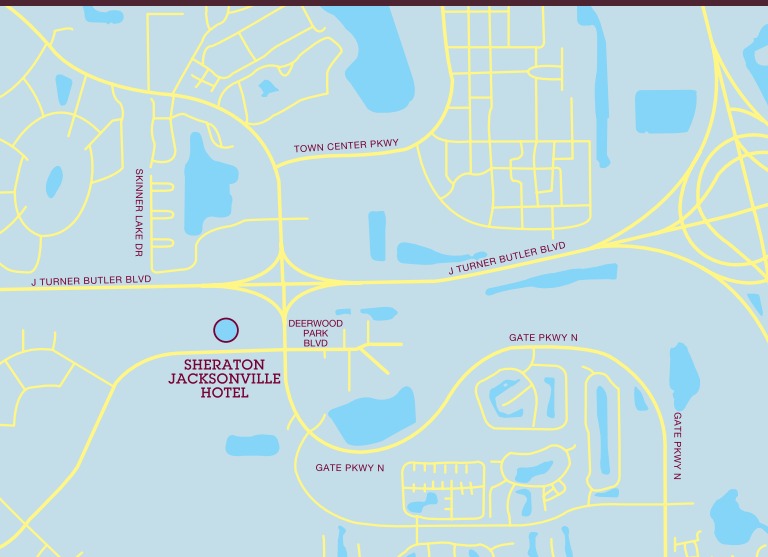 TOWN CENTER PKWY
SKINNER LAKE DR
J TURNER BUTLER BLVD
J TURNER BUTLER BLVD
DEERWOOD
PARK
BLVD
GATE PKWY N
SHERATON
JACKSONVILLE
HOTEL
GATE PKWY N
GATE PKWY N